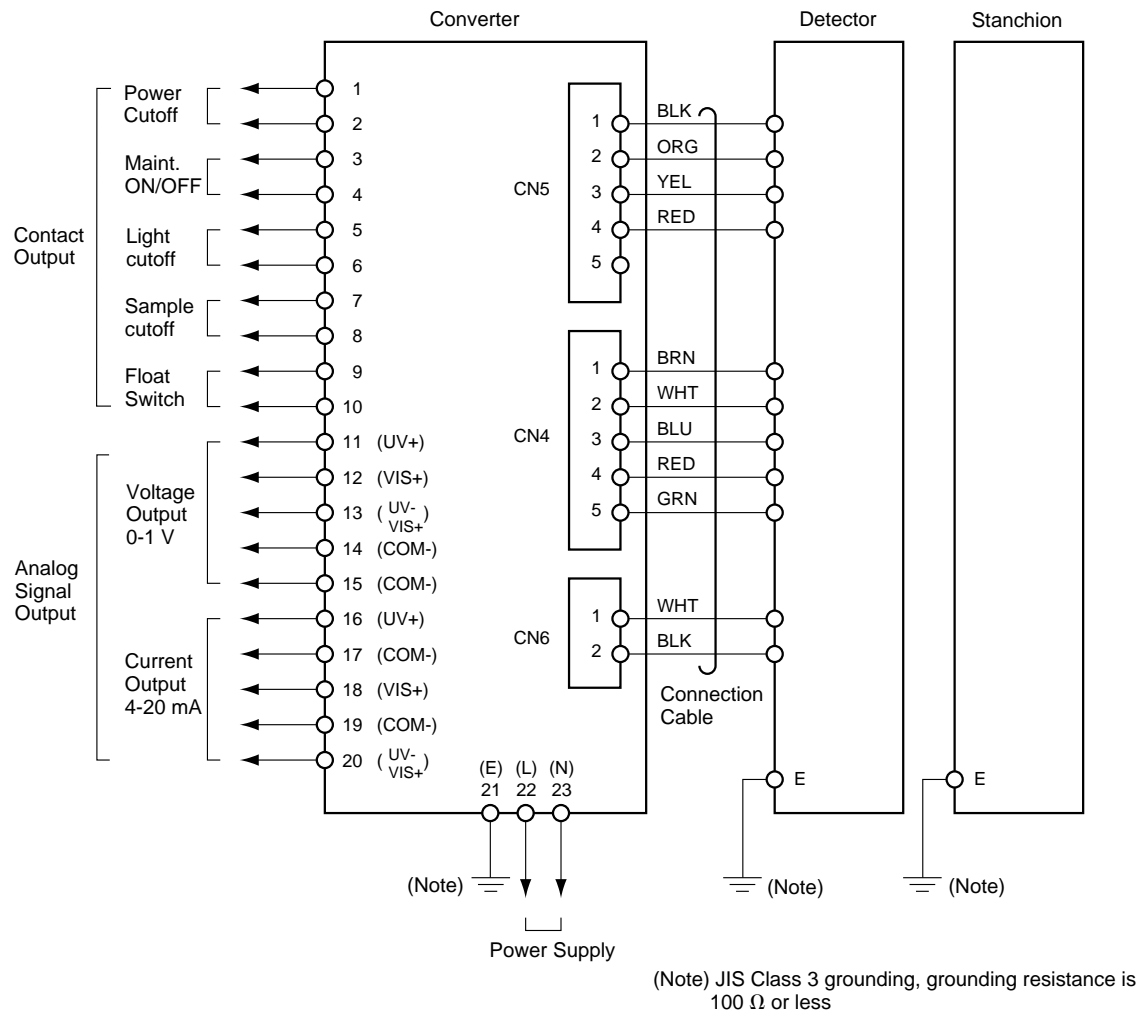 Converter
Detector
Stanchion
Contact
Output
Power
Cutoff
Maint.
ON/OFF
Light
cutoff
Sample
cutoff
Float
Switch
Analog
Signal
Output
Voltage
Output
0-1 V
Current
Output
4-20 mA
1
2
3
4
5
6
7
8
9
10
11 (UV+)
12 (VIS+)
13 ( UV-
VIS+ )
14 (COM-)
15 (COM-)
16 (UV+)
17 (COM-)
18 (VIS+)
19 (COM-)
20 ( UV-
VIS+ )
CN5
1 BLK
2 ORG
3 YEL
4 RED
5
CN4
1 BRN
2 WHT
3 BLU
4 RED
5 GRN
CN6
1 WHT
2 BLK
Connection
Cable
(E) (L) (N)
21 22 23
E
E
(Note)
(Note)
(Note)
Power Supply
(Note) JIS Class 3 grounding, grounding resistance is
100 Ω or less